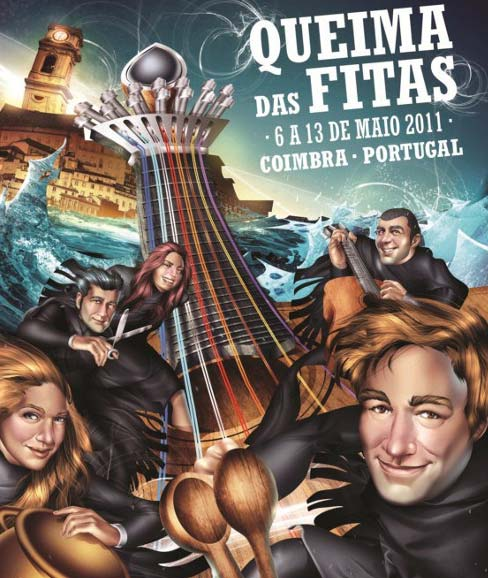 QUEIMA
DAS FITAS
· 6 A 13 DE MAIO 2011 ·
COIMBRA · PORTUGAL